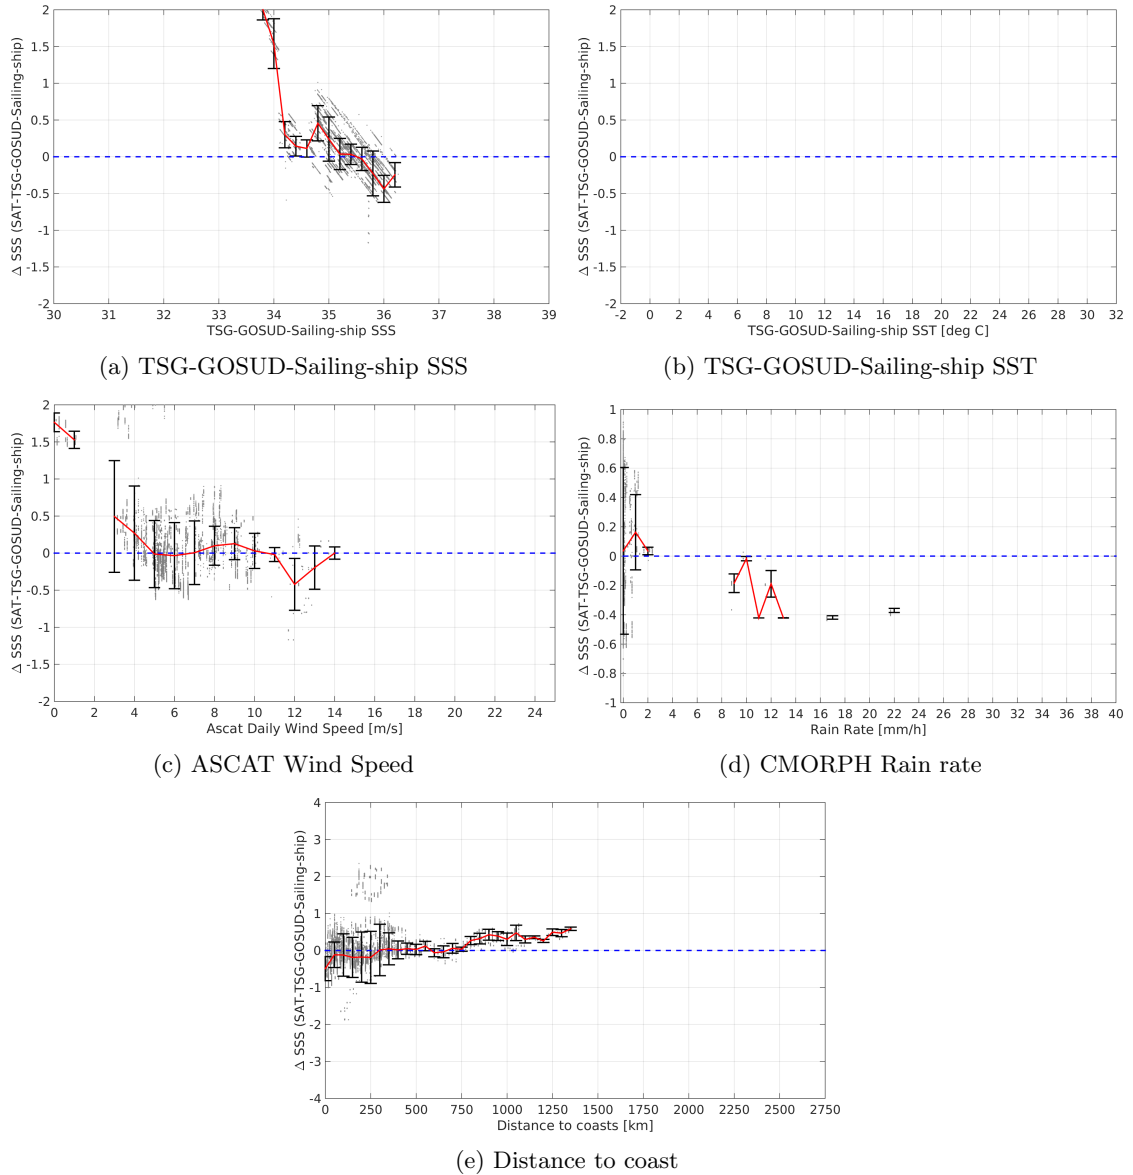 2
1.5
1
0.5
0
-0.5
-1
-1.5
-2
Δ SSS (SAT-TSG-GOSUD-Sailing-ship)
30 31 32 33 34 35 36 37 38 39
TSG-GOSUD-Sailing-ship SSS
(a) TSG-GOSUD-Sailing-ship SSS
2
1.5
1
0.5
0
-0.5
-1
-1.5
-2
Δ SSS (SAT-TSG-GOSUD-Sailing-ship)
-2 0 2 4 6 8 10 12 14 16 18 20 22 24 26 28 30 32
TSG-GOSUD-Sailing-ship SST [deg C]
(b) TSG-GOSUD-Sailing-ship SST
2
1.5
1
0.5
0
-0.5
-1
-1.5
-2
Δ SSS (SAT-TSG-GOSUD-Sailing-ship)
0 2 4 6 8 10 12 14 16 18 20 22 24
Ascat Daily Wind Speed [m/s]
(c) ASCAT Wind Speed
1
0.8
0.6
0.4
0.2
0
-0.2
-0.4
-0.6
-0.8
-1
Δ SSS (SAT-TSG-GOSUD-Sailing-ship)
0 2 4 6 8 10 12 14 16 18 20 22 24 26 28 30 32 34 36 38 40
Rain Rate [mm/h]
(d) CMORPH Rain rate
4
3
2
1
0
-1
-2
-3
-4
Δ SSS (SAT-TSG-GOSUD-Sailing-ship)
0 250 500 750 1000 1250 1500 1750 2000 2250 2500 2750
Distance to coasts [km]
(e) Distance to coast